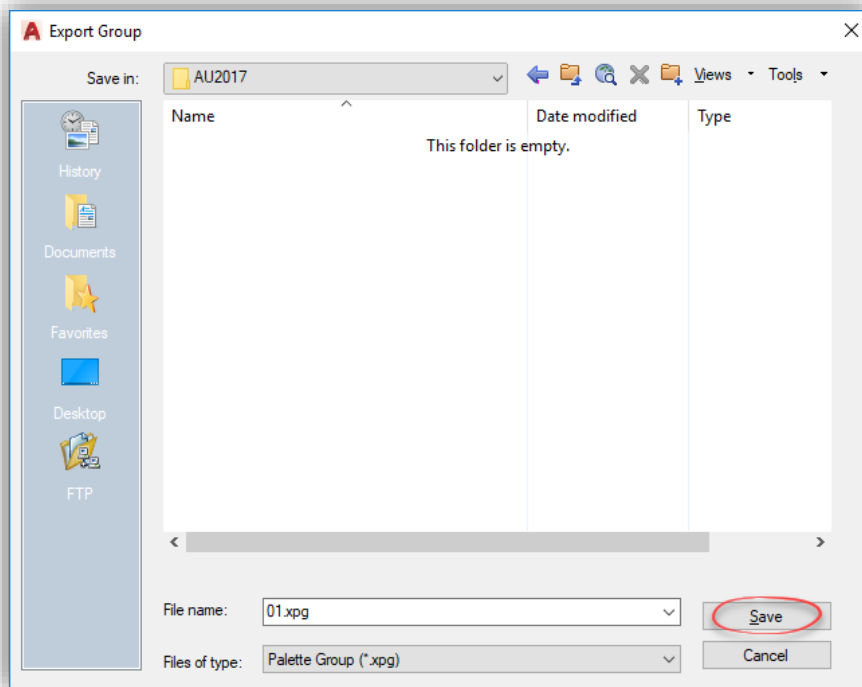 Export Group
Save in:
AU2017
Views
Tools
Name
Date modified
Type
This folder is empty.
History
Documents
Favorites
Desktop
FTP
File name:
01.xpg
Save
Files of type:
Palette Group (*.xpg)
Cancel